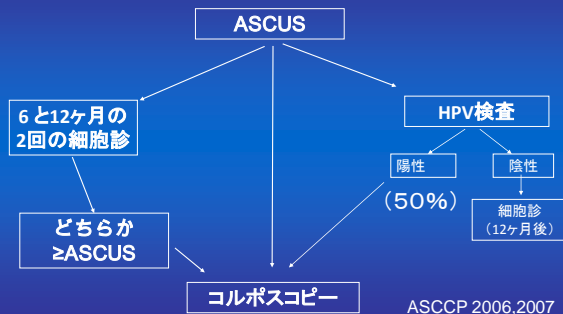 ASCUS
6と12ヶ月の
2回の細胞診
HPV検査
陽性
陰性
(50%)
細胞診
(12ヶ月後)
どちらか
≥ASCUS
コルポスコピー
ASCCP 2006,2007